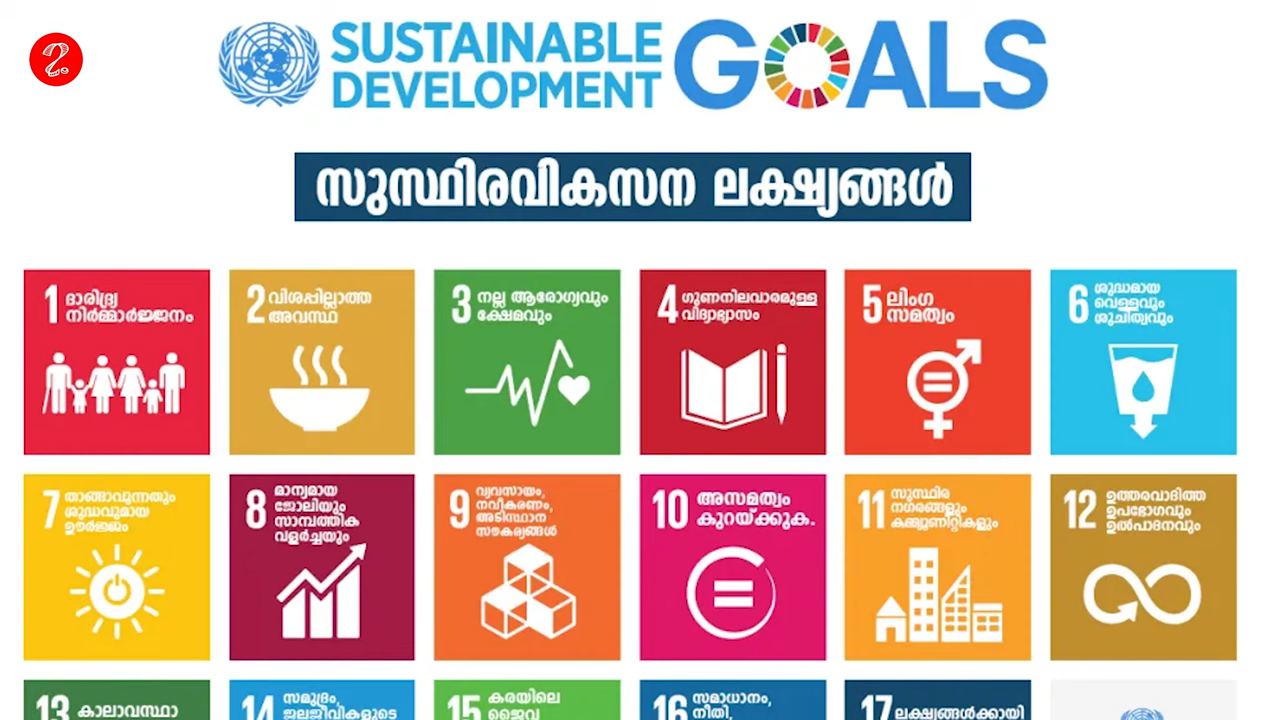 2.
SUSTAINABLE
DEVELOPMENT
GOALS
സുസ്ഥിരവികസന ലക്ഷ്യങ്ങൾ
1 ദാരിദ്ര്യ
നിർമ്മാർജ്ജനം
2 വിശപ്പില്ലാത്ത
അവസ്ഥ
3 നല്ല ആരോഗ്യവും
ക്ഷേമവും
4 ഗുണനിലവാരമുള്ള
വിദ്യാഭ്യാസം
5 ലിംഗ
സമത്വം
6 ശുദ്ധമായ
വെള്ളവും
ശുചിത്വവും
7 താങ്ങാവുന്നതും
ശുദ്ധവുമായ
ഊർജ്ജം
8 മാന്യമായ
ജോലിയും
സാമ്പത്തിക
വളർച്ചയും
9 വ്യവസായം,
നവീകരണം,
അടിസ്ഥാന
സൗകര്യങ്ങൾ
10 അസമത്വം
കുറയ്ക്കുക.
11 സുസ്ഥിര
നഗരങ്ങളും
കമ്മ്യൂണിറ്റികളും
12 ഉത്തരവാദിത്ത
ഉപഭോഗവും
ഉൽപാദനവും
13 കാലാവസ്ഥാ
14 സമുദ്രം,
ജലജീവികളുടെ
15 കരയിലെ
ജൈവ
16 സമാധാനം,
നീതി,
17 ലക്ഷ്യങ്ങൾക്കായി